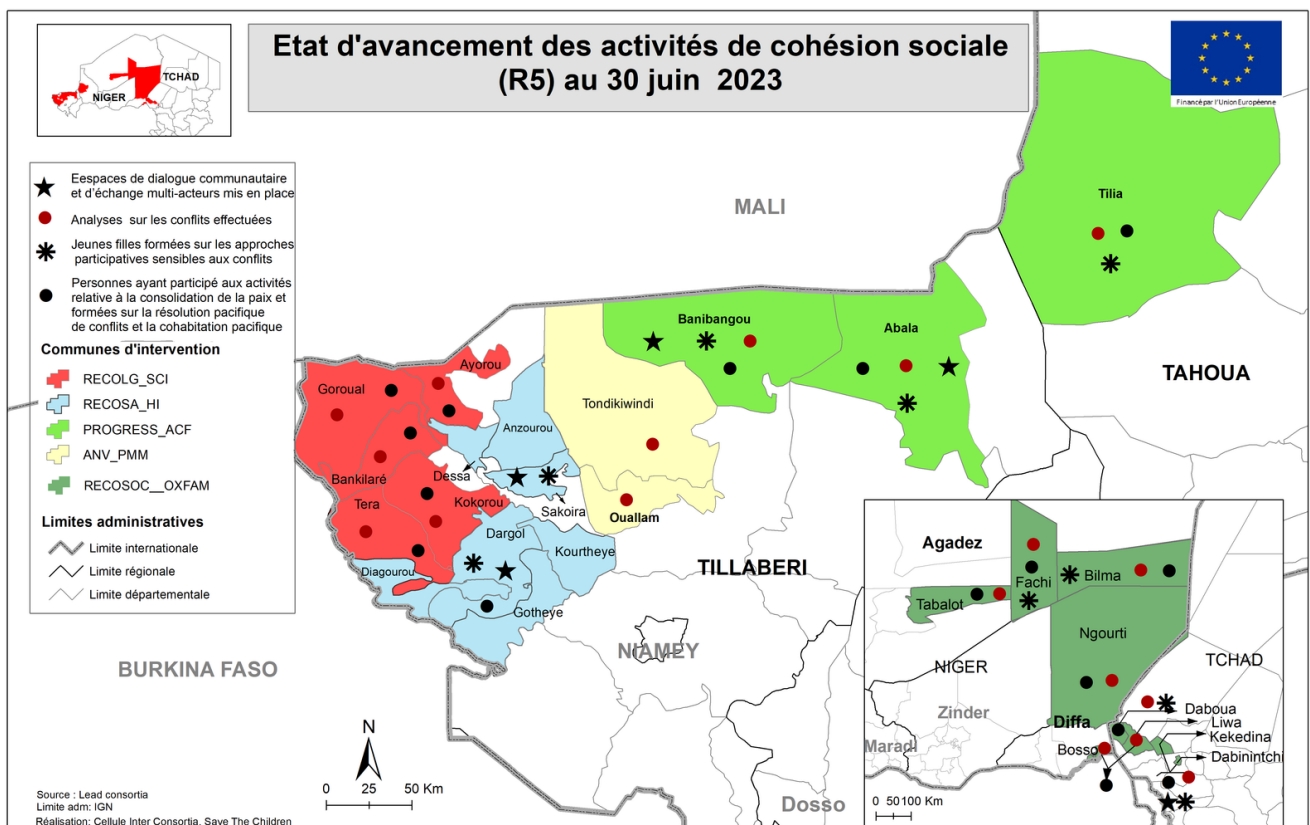 Etat d'avancement des activités de cohésion sociale
(R5) au 30 juin 2023
TCHAD
NIGER
Financé par l'Union Européenne
Eespaces de dialogue communautaire
et d'échange multi-acteurs mis en place
Analyses sur les conflits effectuées
Jeunes filles formées sur les approches
participatives sensibles aux conflits
Personnes ayant participé aux activités
relative à la consolidation de la paix et
formées sur la résolution pacifique
de conflits et la cohabitation pacifique
Communes d'intervention
RECOLG_SCI
RECOSA_HI
PROGRESS_ACF
ANV_PMM
RECOSOC__OXFAM
Limites administratives
Limite internationale
Limite régionale
Limite départementale
MALI
Tilia
Banibangou
Abala
TAHOUA
Ayorou
Goroual
Tondikiwindi
Anzourou
Dessa
Bankilaré
Tera
Kokorou
Sakoira
Ouallam
Dargol
Kourtheye
Diagourou
Gotheye
TILLABERI
NIAMEY
BURKINA FASO
Dosso
N
0 25 50 Km
Source : Lead consortia
Limite adm: IGN
Réalisation: Cellule Inter Consortia, Save The Children
Agadez
Fachi
Bilma
Tabalot
Ngourti
NIGER
TCHAD
Zinder
Daboua
Diffa
Liwa
Kekedina
Maradi
Bosso
Dabinintchi
0 50 100 Km